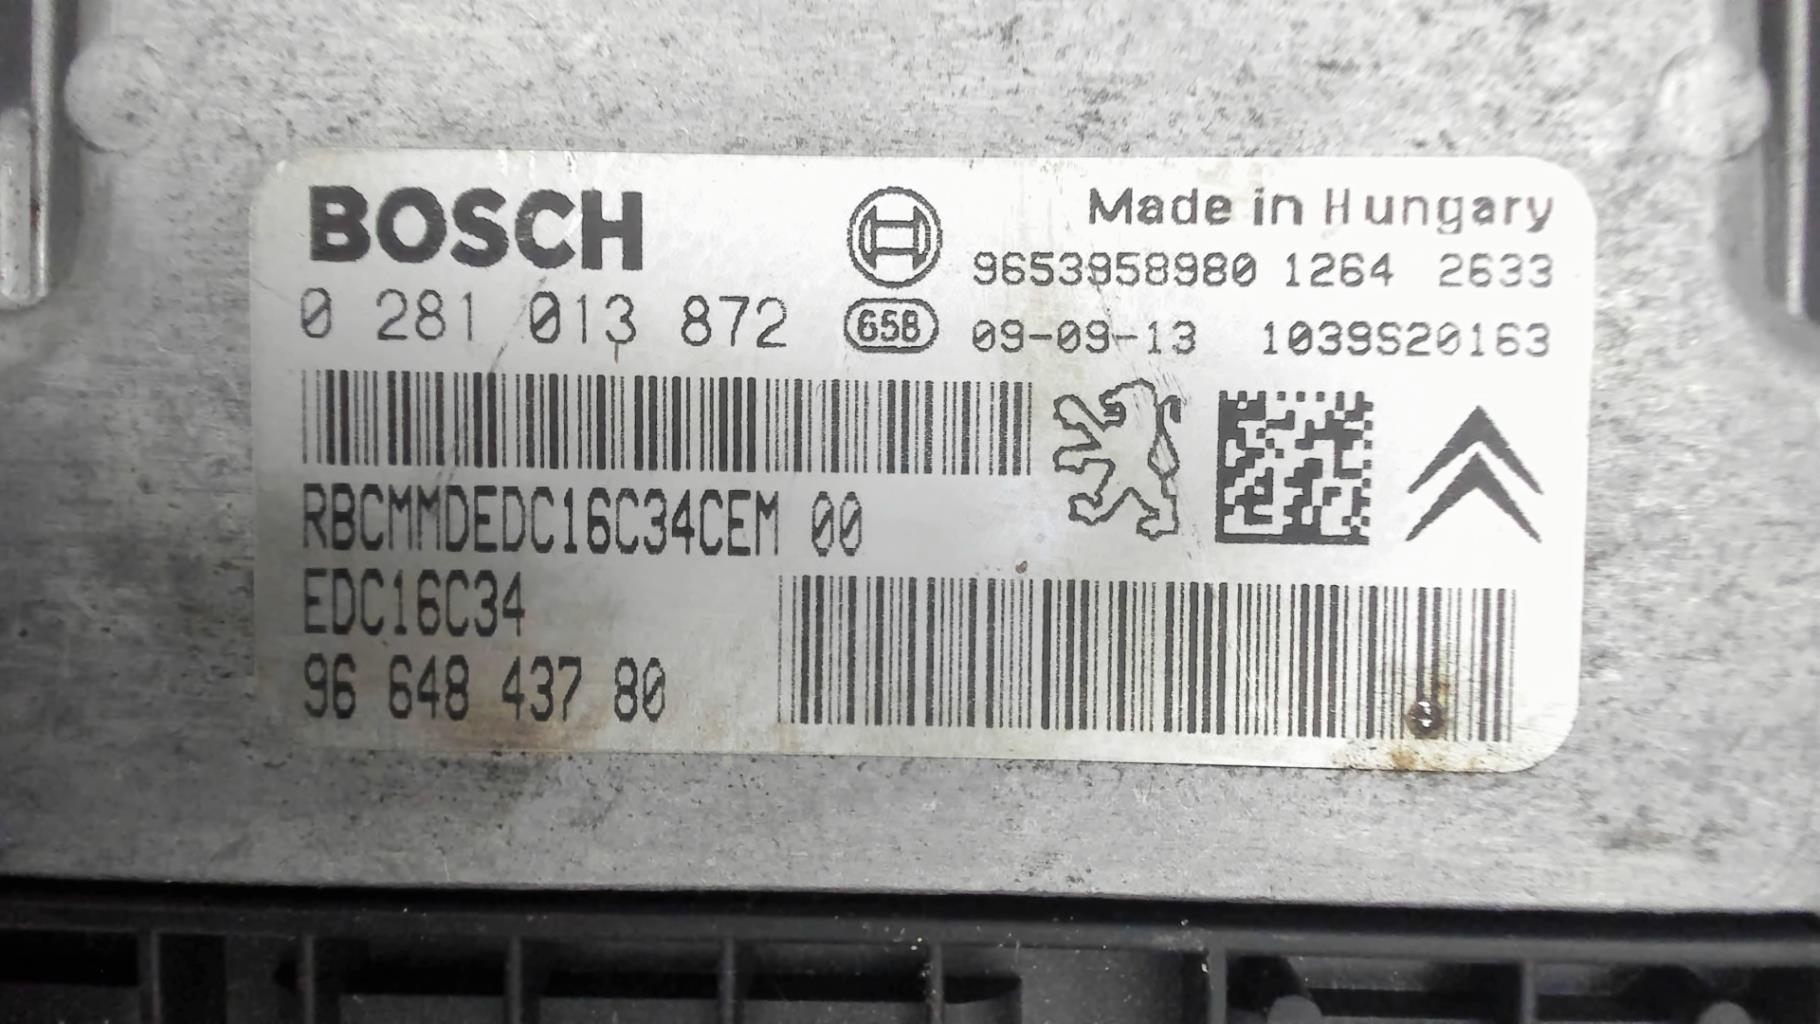 BOSCH
Made in Hungary
9653958980 1264 2633
0 281 013 872
658
09-09-13 1039S20163
RBCMMDEDC16C34CEM 00
EDC16C34
96 648 437 80